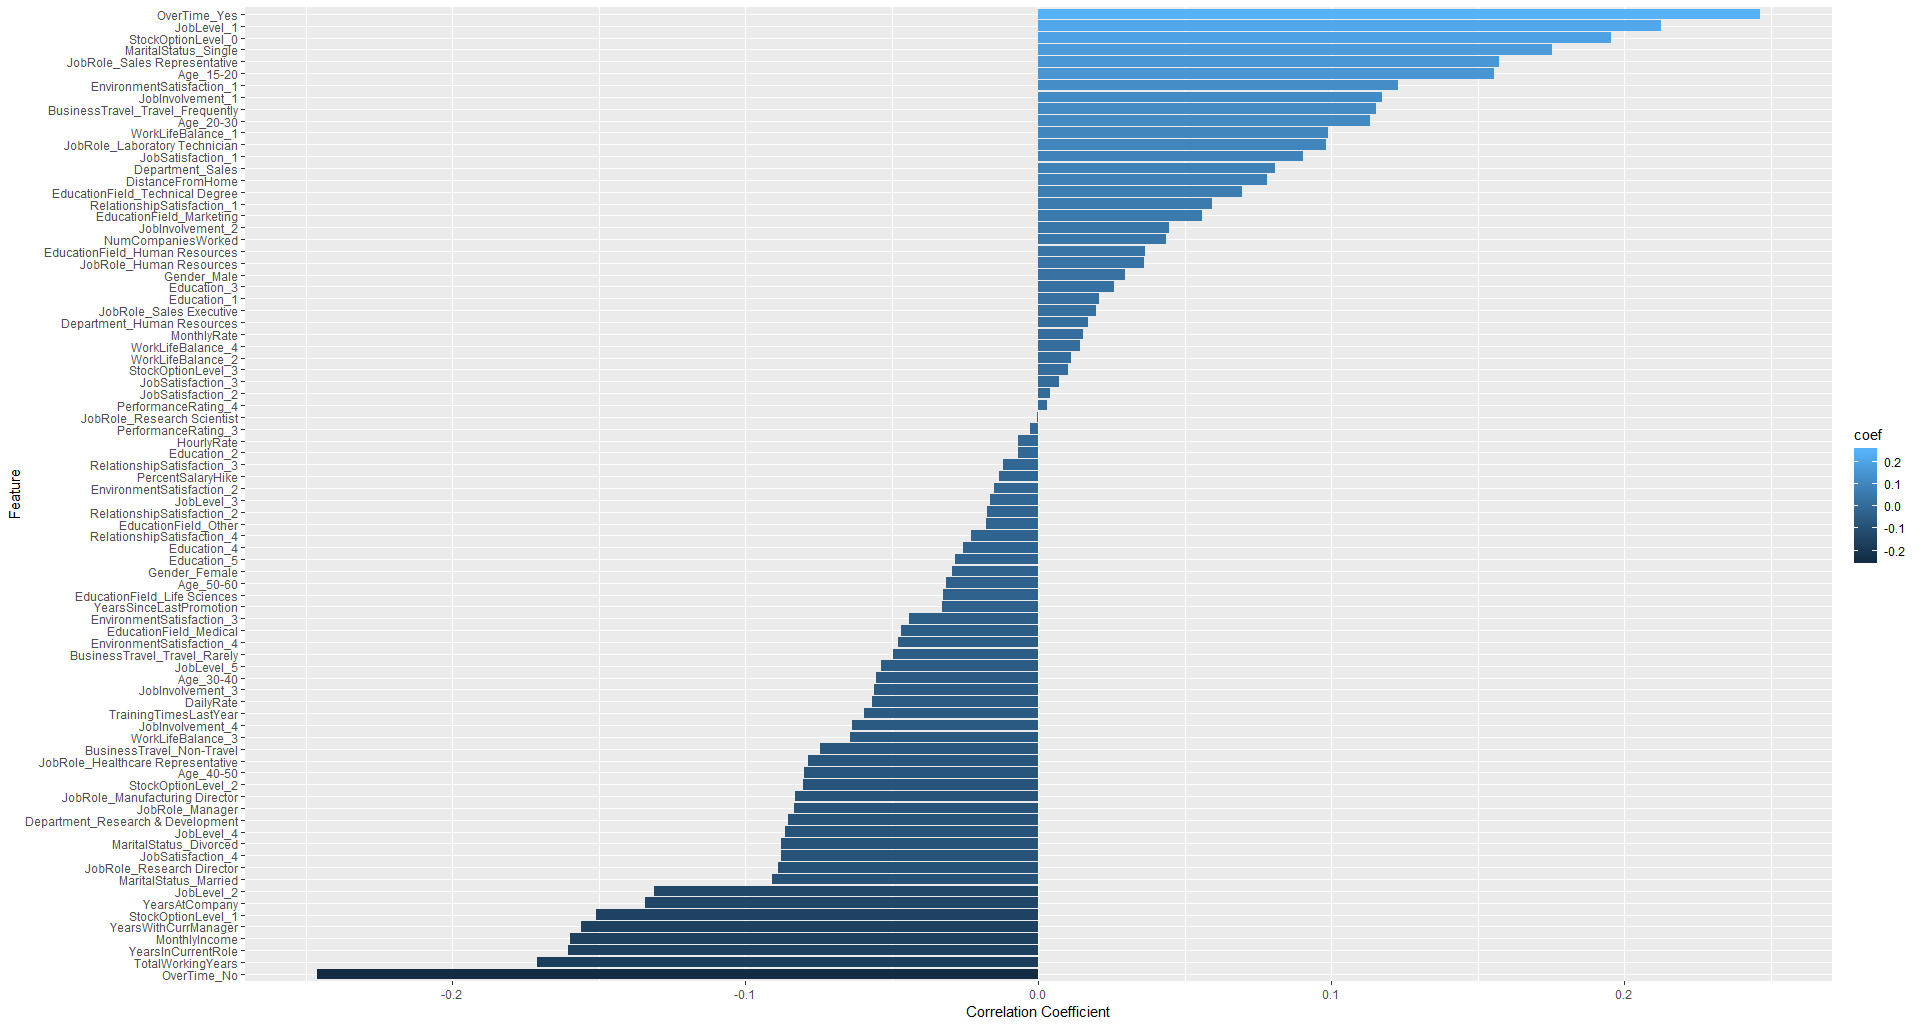 OverTime_Yes
JobLevel_1
StockOptionLevel_0
MaritalStatus_Single
JobRole_Sales Representative
Age_15-20
EnvironmentSatisfaction_1
JobInvolvement_1
BusinessTravel_Travel_Frequently
Age_20-30
WorkLifeBalance_1
JobRole_Laboratory Technician
JobSatisfaction_1
Department_Sales
DistanceFromHome
EducationField_Technical Degree
RelationshipSatisfaction_1
EducationField_Marketing
JobInvolvement_2
NumCompaniesWorked
EducationField_Human Resources
JobRole_Human Resources
Gender_Male
Education_3
Education_1
JobRole_Sales Executive
Department_Human Resources
MonthlyRate
WorkLifeBalance_4
WorkLifeBalance_2
StockOptionLevel_3
JobSatisfaction_3
JobSatisfaction_2
PerformanceRating_4
JobRole_Research Scientist
PerformanceRating_3
HourlyRate
Education_2
RelationshipSatisfaction_3
PercentSalaryHike
EnvironmentSatisfaction_2
JobLevel_3
RelationshipSatisfaction_2
EducationField_Other
RelationshipSatisfaction_4
Education_4
Education_5
Gender_Female
Age_50-60
EducationField_Life Sciences
YearsSinceLastPromotion
EnvironmentSatisfaction_3
EducationField_Medical
EnvironmentSatisfaction_4
BusinessTravel_Travel_Rarely
JobLevel_5
Age_30-40
JobInvolvement_3
DailyRate
TrainingTimesLastYear
JobInvolvement_4
WorkLifeBalance_3
BusinessTravel_Non-Travel
JobRole_Healthcare Representative
Age_40-50
StockOptionLevel_2
JobRole_Manufacturing Director
JobRole_Manager
Department_Research & Development
JobLevel_4
MaritalStatus_Divorced
JobSatisfaction_4
JobRole_Research Director
MaritalStatus_Married
JobLevel_2
YearsAtCompany
StockOptionLevel_1
YearsWithCurrManager
MonthlyIncome
YearsInCurrentRole
TotalWorkingYears
OverTime_No
Feature
-0.2 -0.1 0.0 0.1 0.2
Correlation Coefficient
coef
0.2
0.1
0.0
-0.1
-0.2